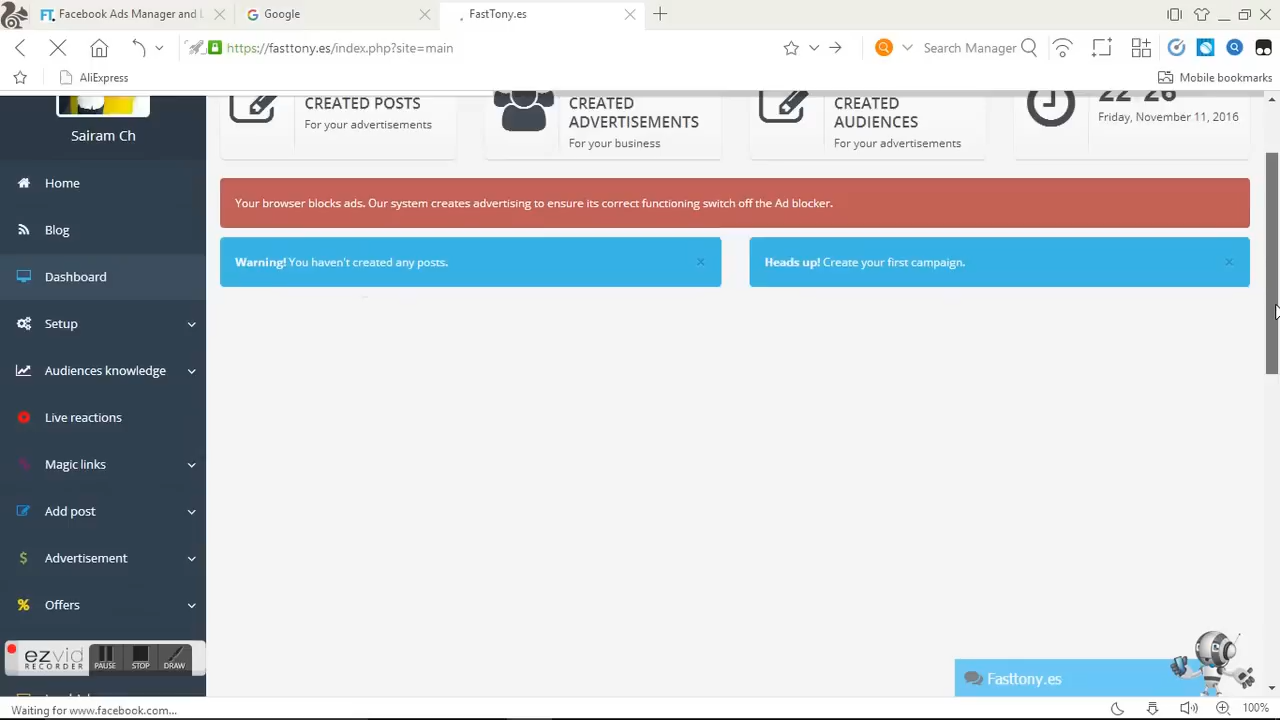 Facebook Ads Manager and I
Google
FastTony.es
https://fasttony.es/index.php?site=main
Search Manager
AliExpress
Mobile bookmarks
Sairam Ch
Home
Blog
Dashboard
Setup
Audiences knowledge
Live reactions
Magic links
Add post
Advertisement
Offers
CREATED POSTS
For your advertisements
CREATED
ADVERTISEMENTS
For your business
CREATED
AUDIENCES
For your advertisements
22 26
Friday, November 11, 2016
Your browser blocks ads. Our system creates advertising to ensure its correct functioning switch off the Ad blocker.
Warning! You haven't created any posts.
Heads up! Create your first campaign.
ezvid
RECORDER
PAUSE
STOP
DRAW
Fasttony.es
Waiting for www.facebook.com...
100%